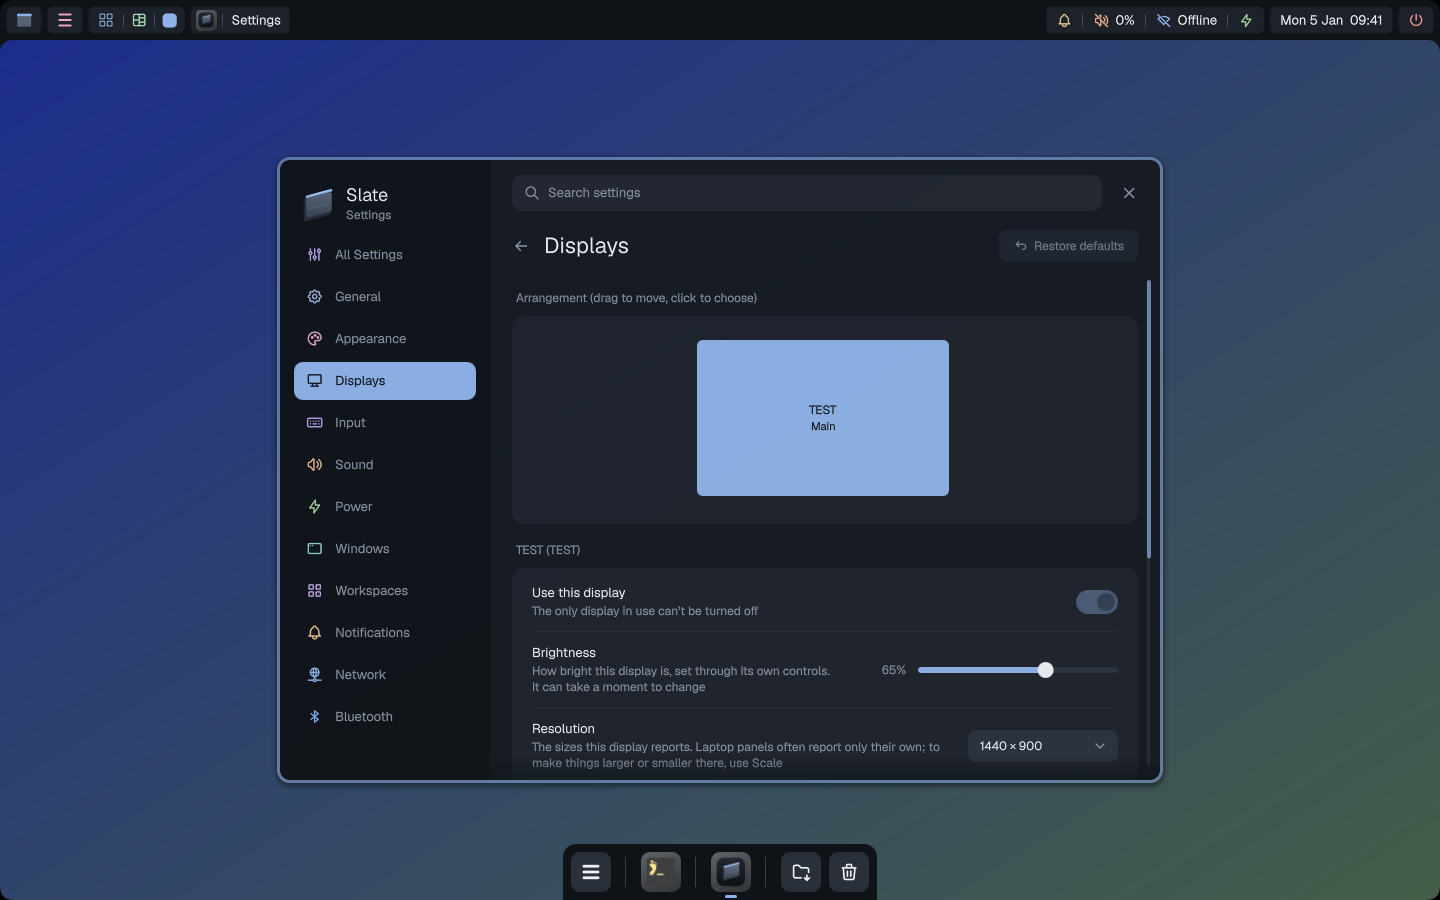 Settings
0%
Offline
Mon 5 Jan 09:41
Slate
Settings
All Settings
General
Appearance
Displays
Input
Sound
Power
Windows
Workspaces
Notifications
Network
Bluetooth
Search settings
Displays
Restore defaults
Arrangement (drag to move, click to choose)
TEST
Main
TEST (TEST)
Use this display
The only display in use can't be turned off
Brightness
How bright this display is, set through its own controls.
It can take a moment to change
65%
Resolution
The sizes this display reports. Laptop panels often report only their own; to
make things larger or smaller there, use Scale
1440 × 900